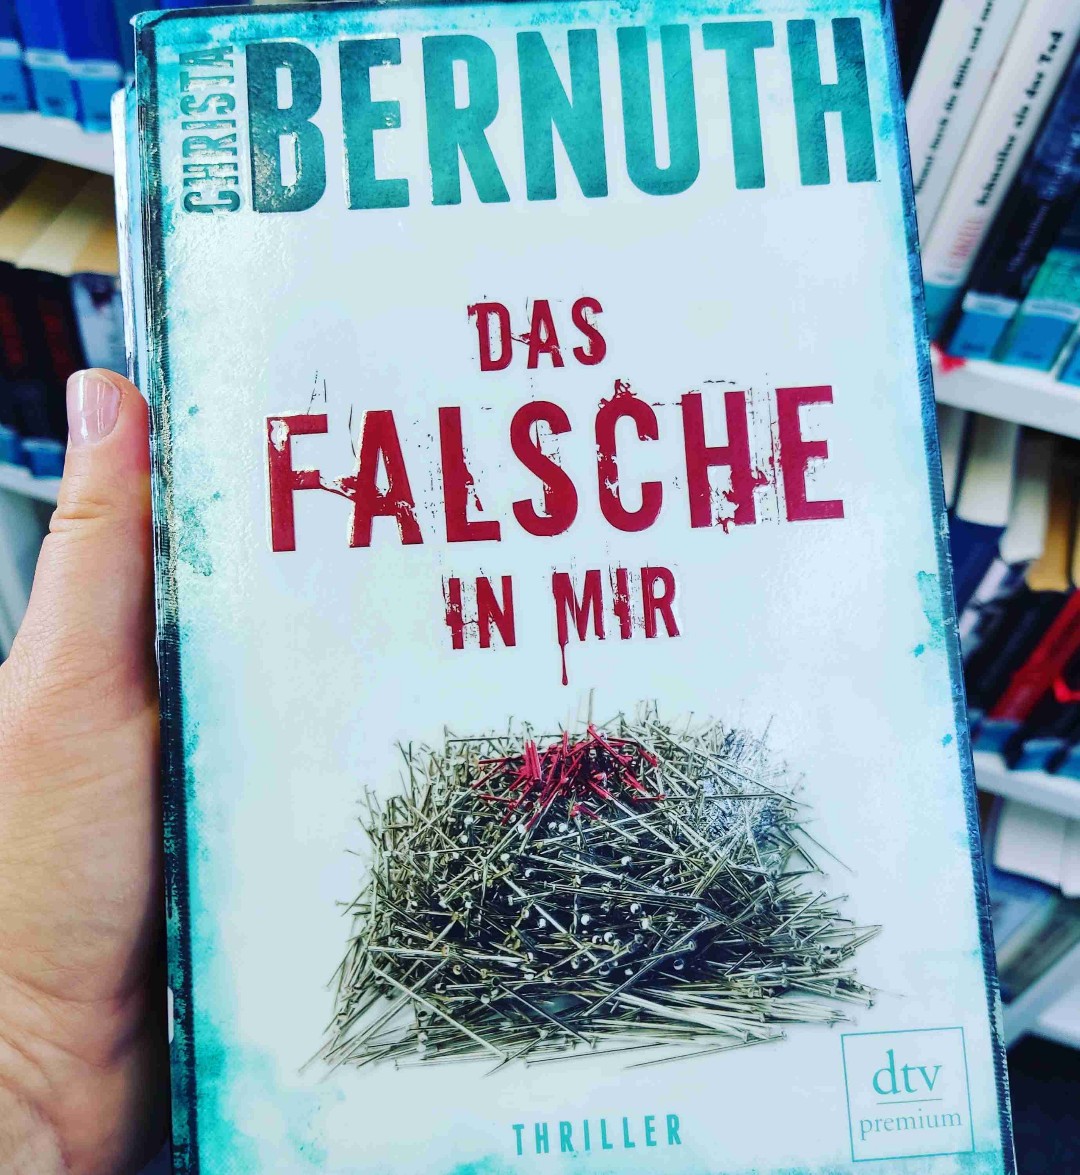 CHRISTA
BERNUTH
DAS
FALSCHE
IN MIR
THRILLER
dtv
premium